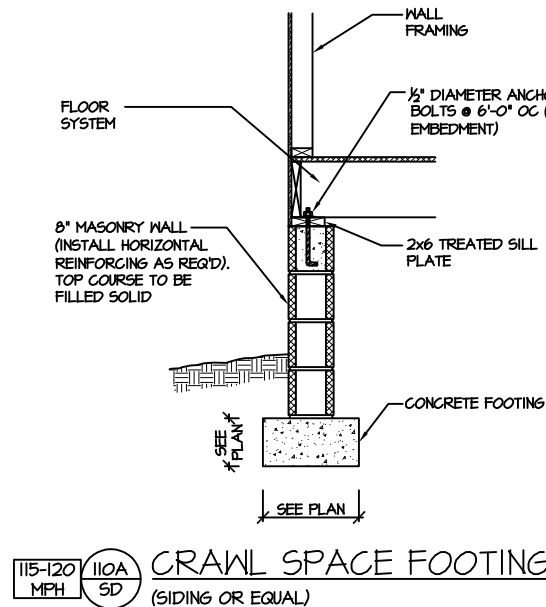 WALL
FRAMING
FLOOR
SYSTEM
½" DIAMETER
BOLTS @ 6'-0" OC
EMBEDMENT)
8" MASONRY WALL
(INSTALL HORIZONTAL
REINFORCING AS REQ'D).
TOP COURSE TO BE
FILLED SOLID
2x6 TREATED SILL
PLATE
CONCRETE FOOTING
SEE
PLAN
SEE PLAN
115-120
MPH
110A
SD
CRAWL SPACE FOOTING
(SIDING OR EQUAL)